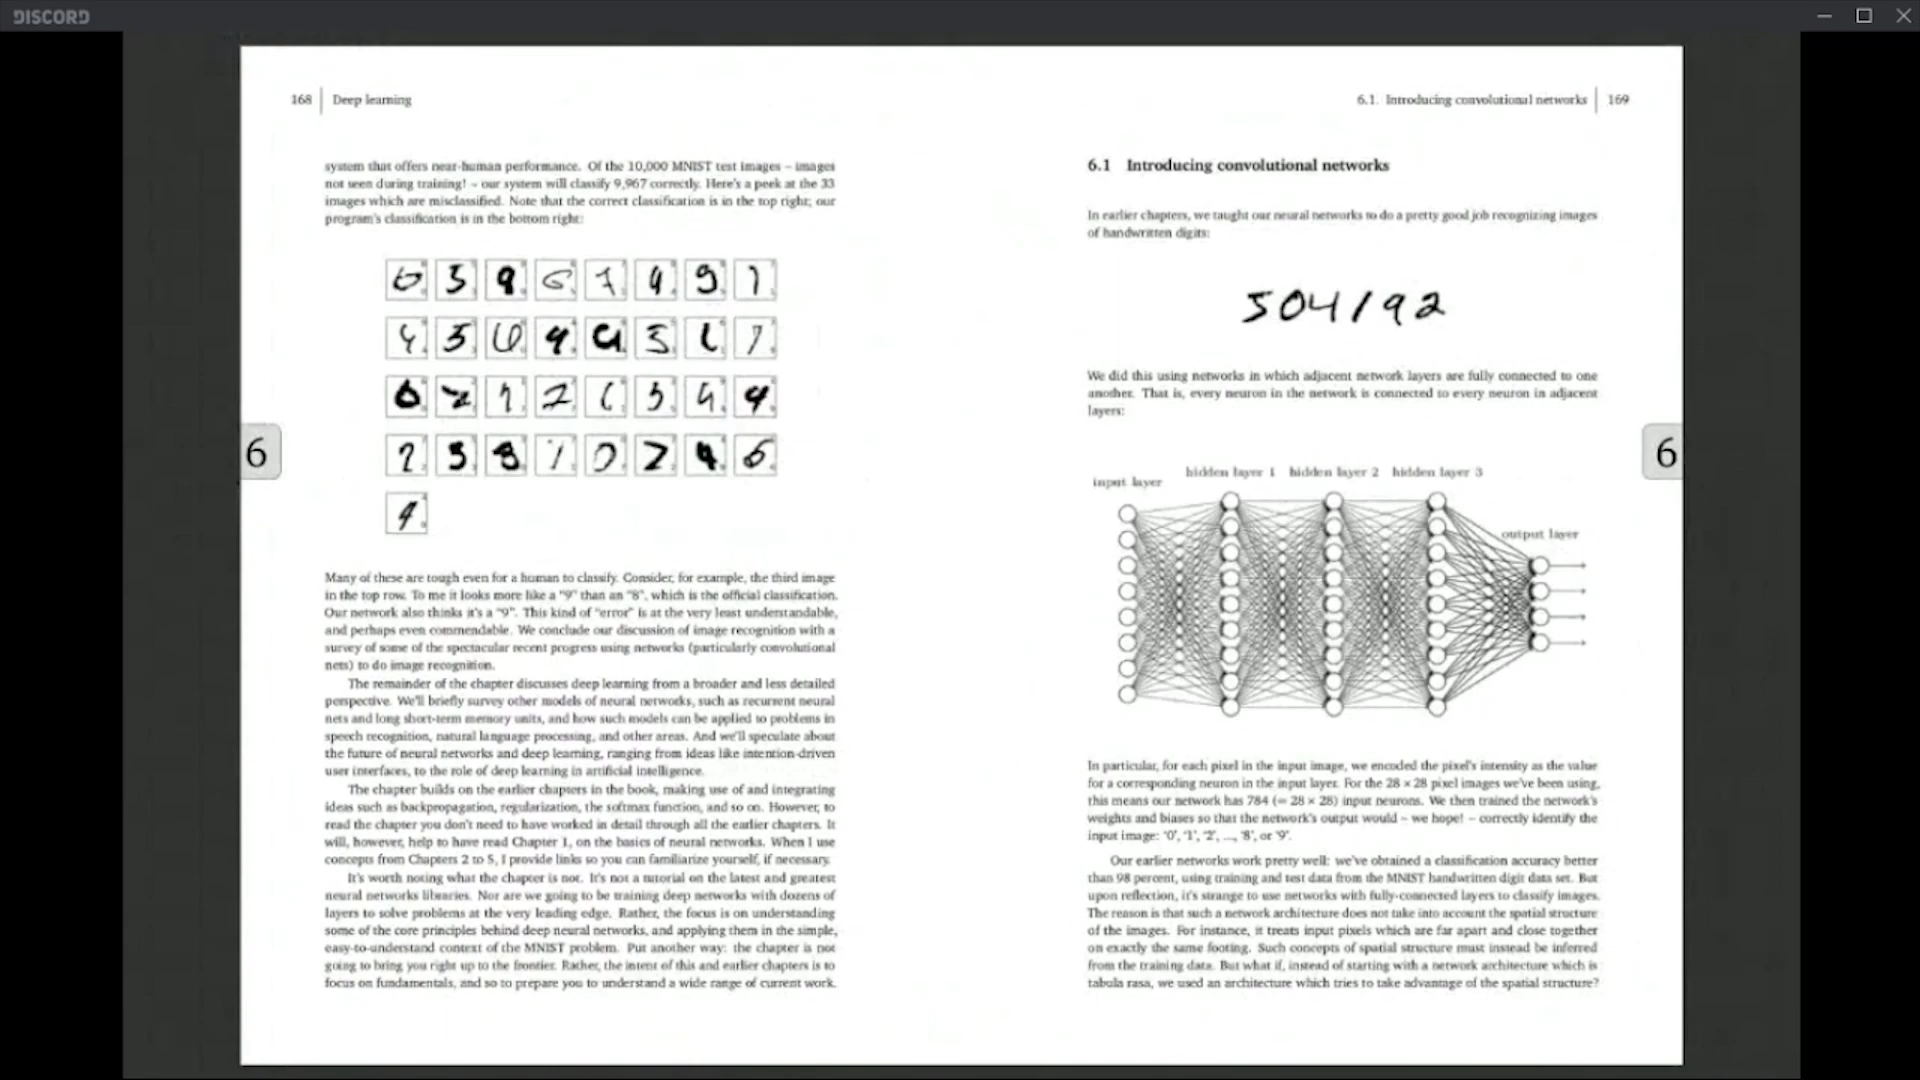 DISCORD
168 Deep learning
system that offers near-human performance. Of the 10,000 MNIST test images – images
not seen during training! – our system will classify 9,967 correctly. Here's a peek at the 33
images which are misclassified. Note that the correct classification is in the top right; our
program's classification is in the bottom right:
Many of these are tough even for a human to classify. Consider, for example, the third image
in the top row. To me it looks more like a "9" than an "8", which is the official classification.
Our network also thinks it's a "9". This kind of "error" is at the very least understandable,
and perhaps even commendable. We conclude our discussion of image recognition with a
survey of some of the spectacular recent progress using networks (particularly convolutional
nets) to do image recognition.
The remainder of the chapter discusses deep learning from a broader and less detailed
perspective. We'll briefly survey other models of neural networks, such as recurrent neural
nets and long short-term memory units, and how such models can be applied to problems in
speech recognition, natural language processing, and other areas. And we'll speculate about
the future of neural networks and deep learning, ranging from ideas like intention-driven
user interfaces, to the role of deep learning in artificial intelligence.
The chapter builds on the earlier chapters in the book, making use of and integrating
ideas such as backpropagation, regularization, the softmax function, and so on. However, to
read the chapter you don't need to have worked in detail through all the earlier chapters. It
will, however, help to have read Chapter 1, on the basics of neural networks. When I use
concepts from Chapters 2 to 5, I provide links so you can familiarize yourself, if necessary.
It's worth noting what the chapter is not. It's not a tutorial on the latest and greatest
neural networks libraries. Nor are we going to be training deep networks with dozens of
layers to solve problems at the very leading edge. Rather, the focus is on understanding
some of the core principles behind deep neural networks, and applying them in the simple,
easy-to-understand context of the MNIST problem. Put another way: the chapter is not
going to bring you right up to the frontier. Rather, the intent of this and earlier chapters is to
focus on fundamentals, and so to prepare you to understand a wide range of current work.
6
6.1. Introducing convolutional networks 169
6.1 Introducing convolutional networks
In earlier chapters, we taught our neural networks to do a pretty good job recognizing images
of handwritten digits:
504192
We did this using networks in which adjacent network layers are fully connected to one
another. That is, every neuron in the network is connected to every neuron in adjacent
layers:
hidden layer 1 hidden layer 2 hidden layer 3
input layer
output layer
6
In particular, for each pixel in the input image, we encoded the pixel's intensity as the value
for a corresponding neuron in the input layer. For the 28 × 28 pixel images we've been using,
this means our network has 784 (= 28 × 28) input neurons. We then trained the network's
weights and biases so that the network's output would – we hope! – correctly identify the
input image: '0', '1', '2', ..., '8', or '9'.
Our earlier networks work pretty well: we've obtained a classification accuracy better
than 98 percent, using training and test data from the MNIST handwritten digit data set. But
upon reflection, it's strange to use networks with fully-connected layers to classify images.
The reason is that such a network architecture does not take into account the spatial structure
of the images. For instance, it treats input pixels which are far apart and close together
on exactly the same footing. Such concepts of spatial structure must instead be inferred
from the training data. But what if, instead of starting with a network architecture which is
tabula rasa, we used an architecture which tries to take advantage of the spatial structure?